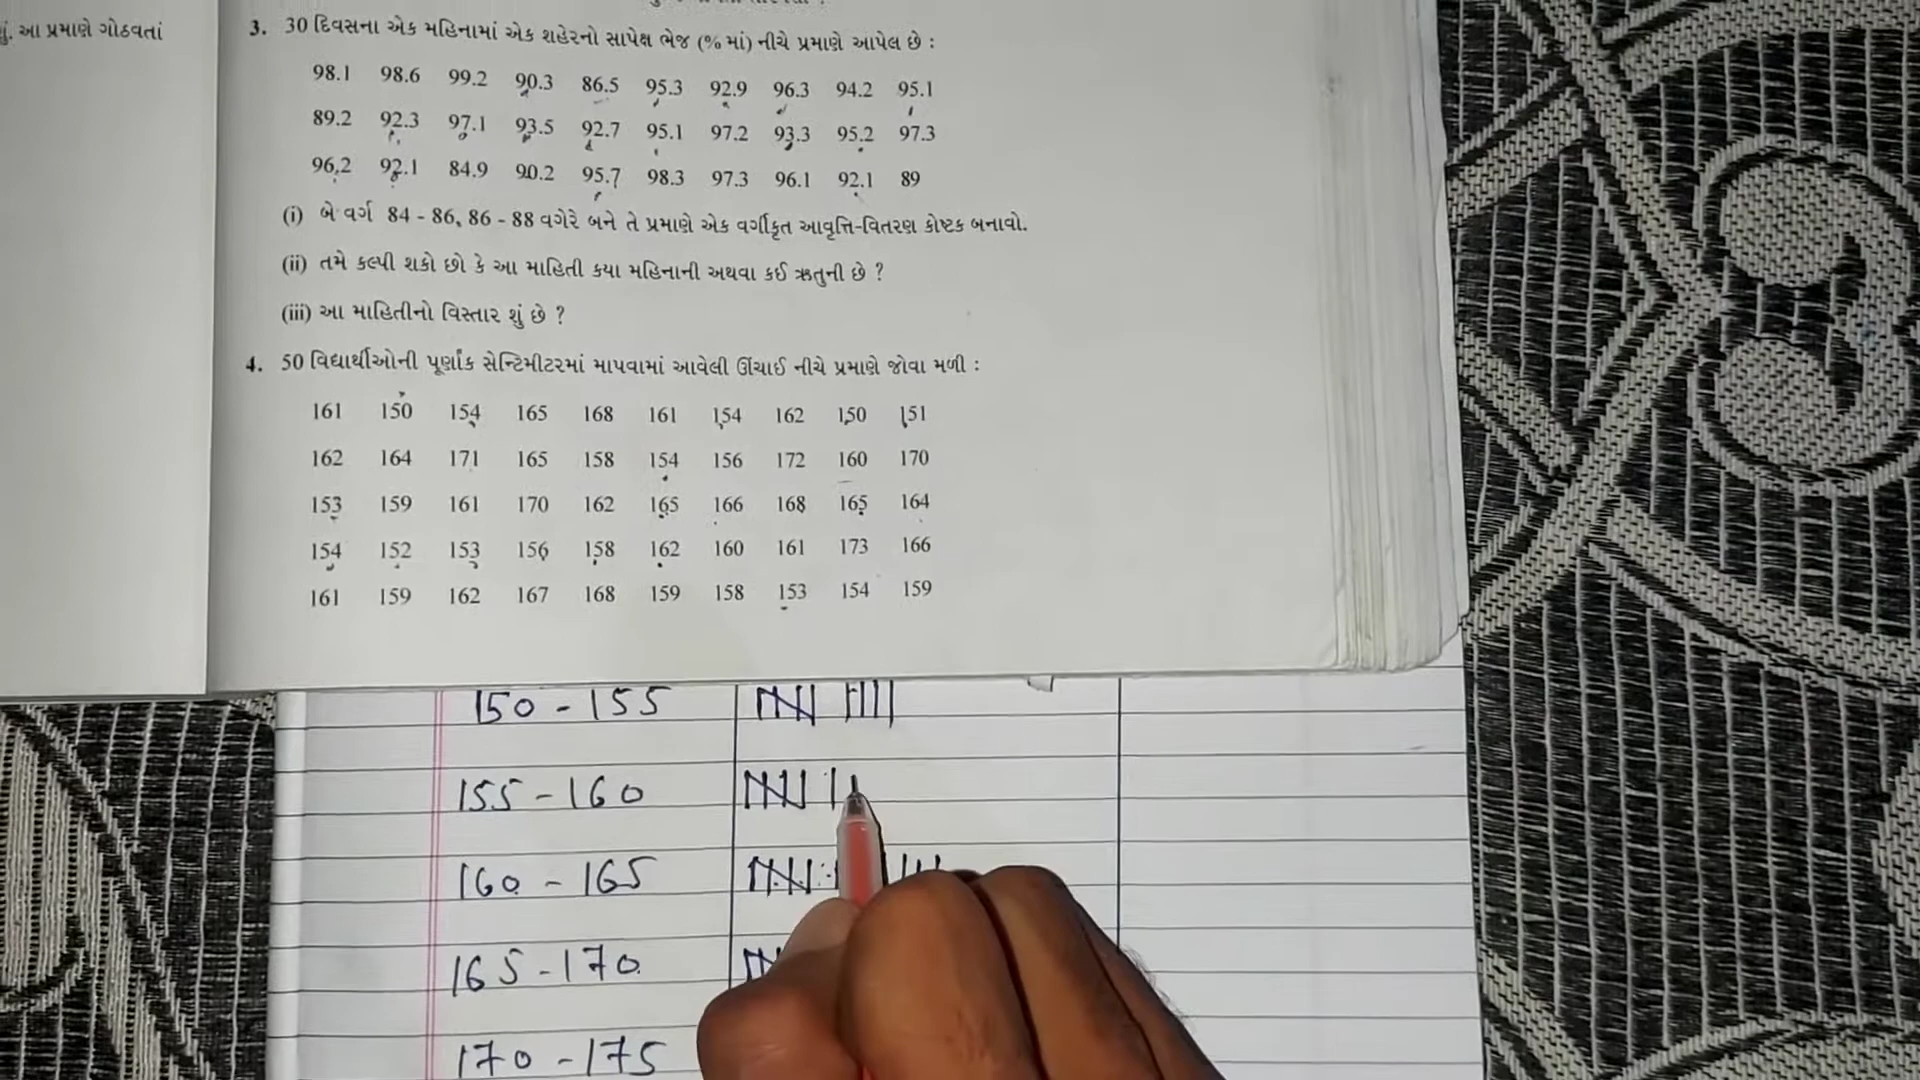 આ પ્રમાણે ગોઠવતાં
3. 30 દિવસના એક મહિનામાં એક શહેરનો સાપેક્ષ ભેજ (% માં) નીચે પ્રમાણે આપેલ છે :
98.1 98.6 99.2 90.3 86.5 95.3 92.9 96.3 94.2 95.1
89.2 92.3 97.1 93.5 92.7 95.1 97.2 93.3 95.2 97.3
96.2 92.1 84.9 90.2 95.7 98.3 97.3 96.1 92.1 89
(i) બે વર્ગ 84 - 86, 86 - 88 વગેરે બને તે પ્રમાણે એક વર્ગીકૃત આવૃત્તિ-વિતરણ કોષ્ટક બનાવો.
(ii) તમે કલ્પી શકો છો કે આ માહિતી કયા મહિનાની અથવા કઈ ઋતુની છે ?
(iii) આ માહિતીનો વિસ્તાર શું છે ?
4. 50 વિદ્યાર્થીઓની પૂર્ણાંક સેન્ટિમીટરમાં માપવામાં આવેલી ઊંચાઈ નીચે પ્રમાણે જોવા મળી :
161 150 154 165 168 161 154 162 150 151
162 164 171 165 158 154 156 172 160 170
153 159 161 170 162 165 166 168 165 164
154 152 153 156 158 162 160 161 173 166
161 159 162 167 168 159 158 153 154 159
150 - 155
155 - 160
160 - 165
165 - 170
170 - 175